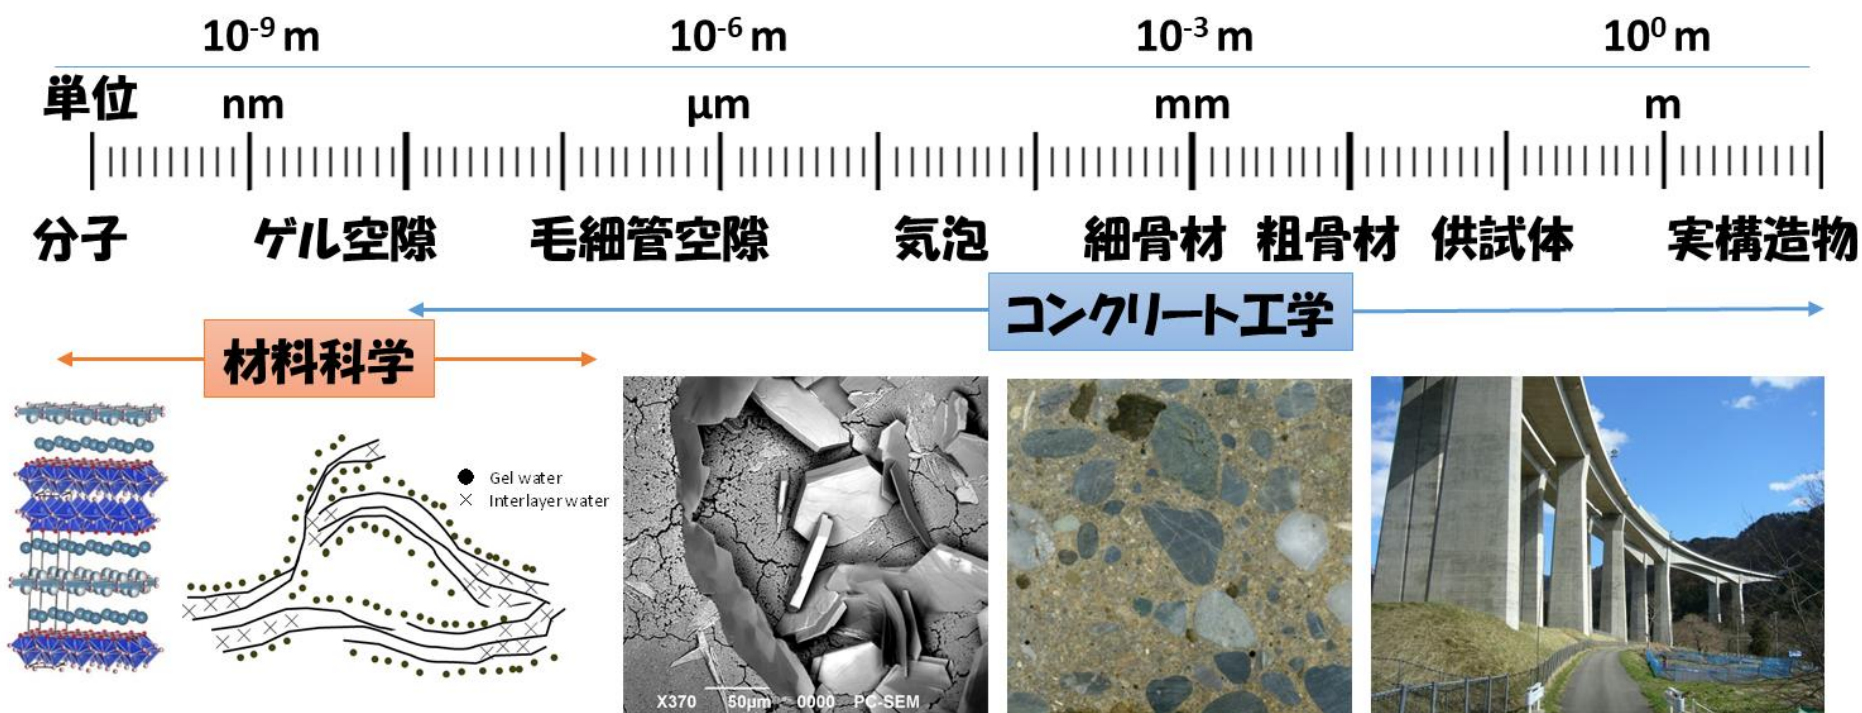 10⁻⁹ m 10⁻⁶ m 10⁻³ m 10⁰ m
単位 nm μm mm m
分子 ゲル空隙 毛細管空隙 気泡 細骨材 粗骨材 供試体 実構造物
コンクリート工学
材料科学
Gel water
Interlayer water
X370 50μm 0000 PC-SEM